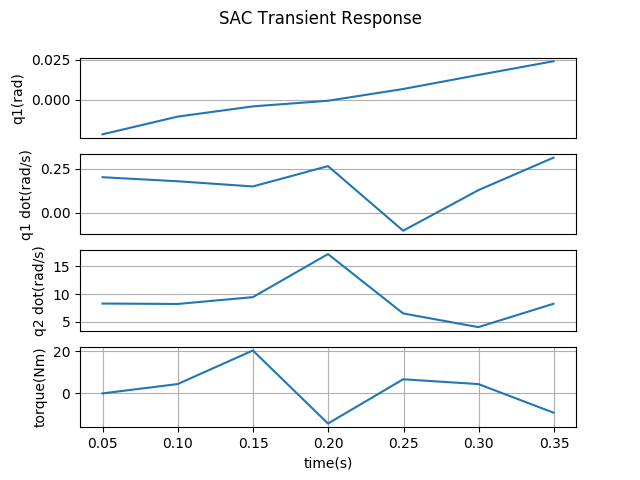 SAC Transient Response
q1(rad)
0.025
0.000
q1 dot(rad/s)
0.25
0.00
q2 dot(rad/s)
15
10
5
torque(Nm)
20
0
0.05 0.10 0.15 0.20 0.25 0.30 0.35
time(s)